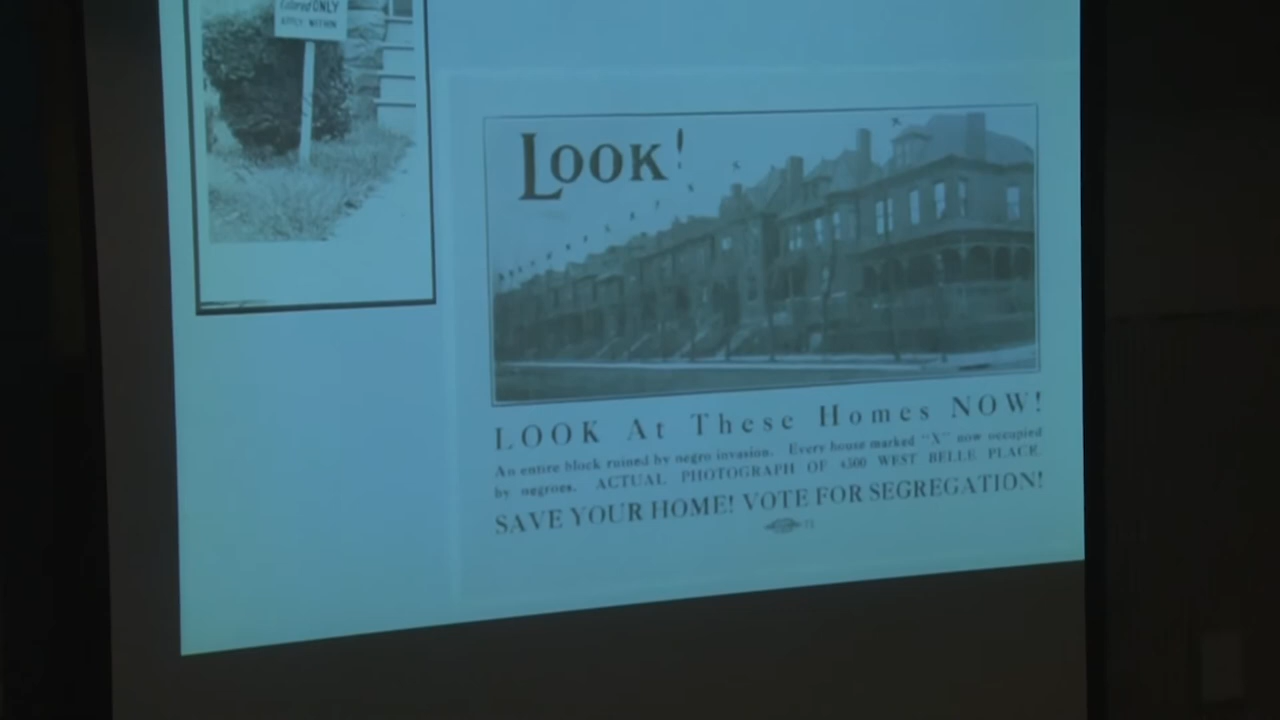 Colored ONLY
APPLY WITHIN
LOOK!
LOOK At These Homes NOW!
An entire block ruined by negro invasion. Every house marked "X" now occupied
by negroes. ACTUAL PHOTOGRAPH OF 4300 WEST BELLE PLACE.
SAVE YOUR HOME! VOTE FOR SEGREGATION!